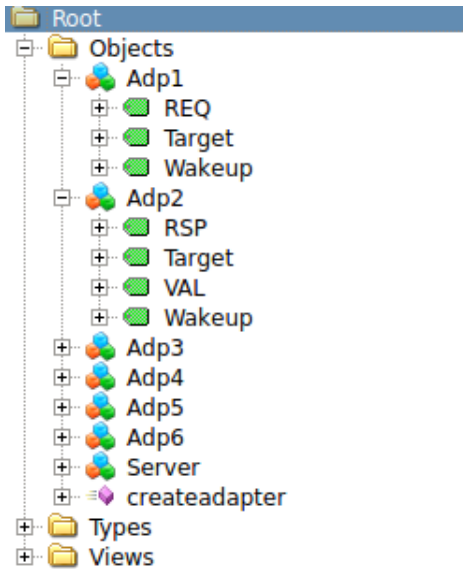 Root
Objects
Adp1
REQ
Target
Wakeup
Adp2
RSP
Target
VAL
Wakeup
Adp3
Adp4
Adp5
Adp6
Server
createadapter
Types
Views